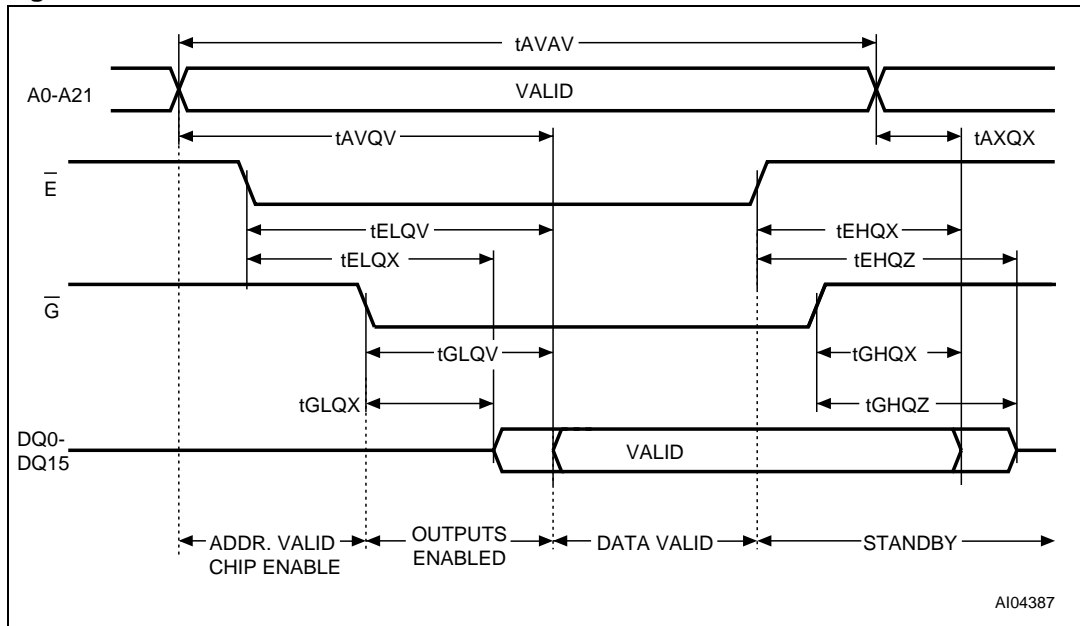 tAVAV
A0-A21
VALID
tAVQV
tAXQX
E
tELQV
tEHQX
tELQX
tEHQZ
G
tGLQV
tGHQX
tGLQX
tGHQZ
DQ0-
DQ15
VALID
ADDR. VALID
CHIP ENABLE
OUTPUTS
ENABLED
DATA VALID
STANDBY
AI04387